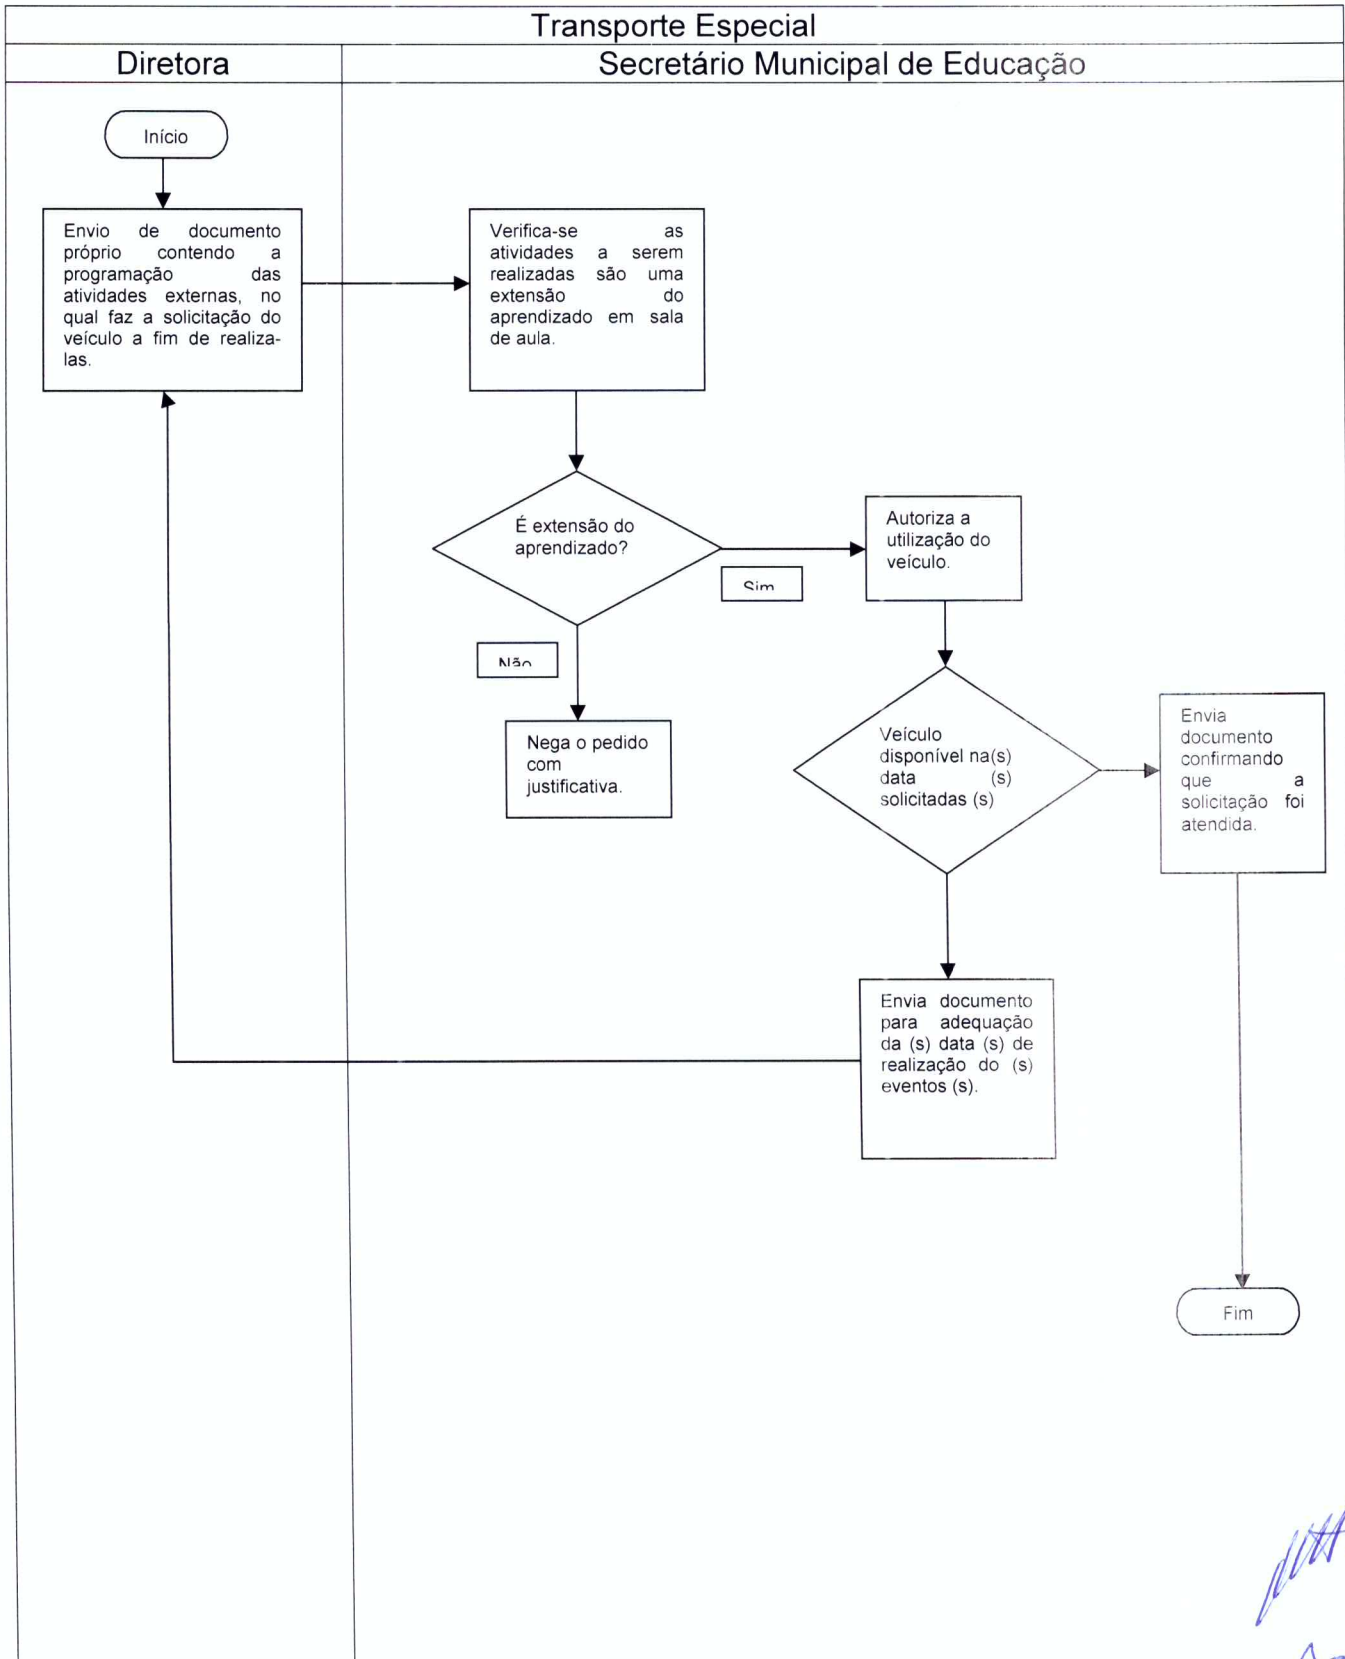 Transporte Especial
Diretora
Secretário Municipal de Educação
Início
Envio de documento
próprio contendo a
programação das
atividades externas, no
qual faz a solicitação do
veículo a fim de realiza-
las.
Verifica-se as
atividades a serem
realizadas são uma
extensão do
aprendizado em sala
de aula.
É extensão do
aprendizado?
Sim
Autoriza a
utilização do
veículo.
Não
Nega o pedido
com
justificativa.
Veículo
disponível na(s)
data (s)
solicitadas (s)
Envia
documento
confirmando
que a
solicitação foi
atendida.
Envia documento
para adequação
da (s) data (s) de
realização do (s)
eventos (s).
Fim